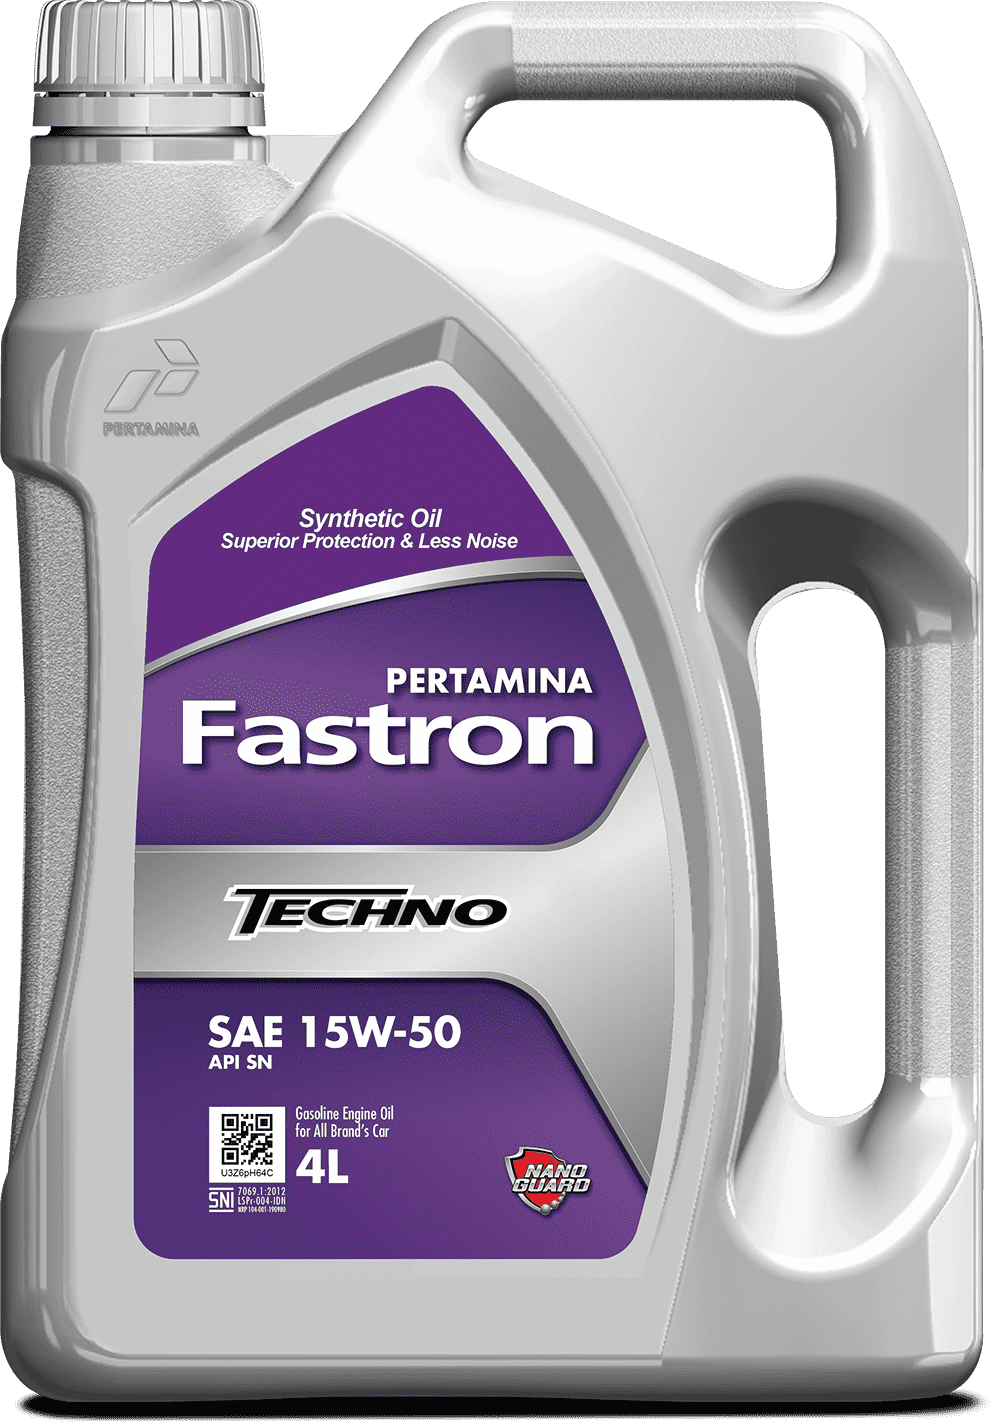 PERTAMINA
Synthetic Oil
Superior Protection & Less Noise
PERTAMINA
Fastron
TECHNO
SAE 15W-50
API SN
Gasoline Engine Oil
for All Brand's Car
4L
U3Z6pH64C
SNI
7069.1:2012
LSPr-004-IDN
NRP 104-001-190980
NANO
GUARD